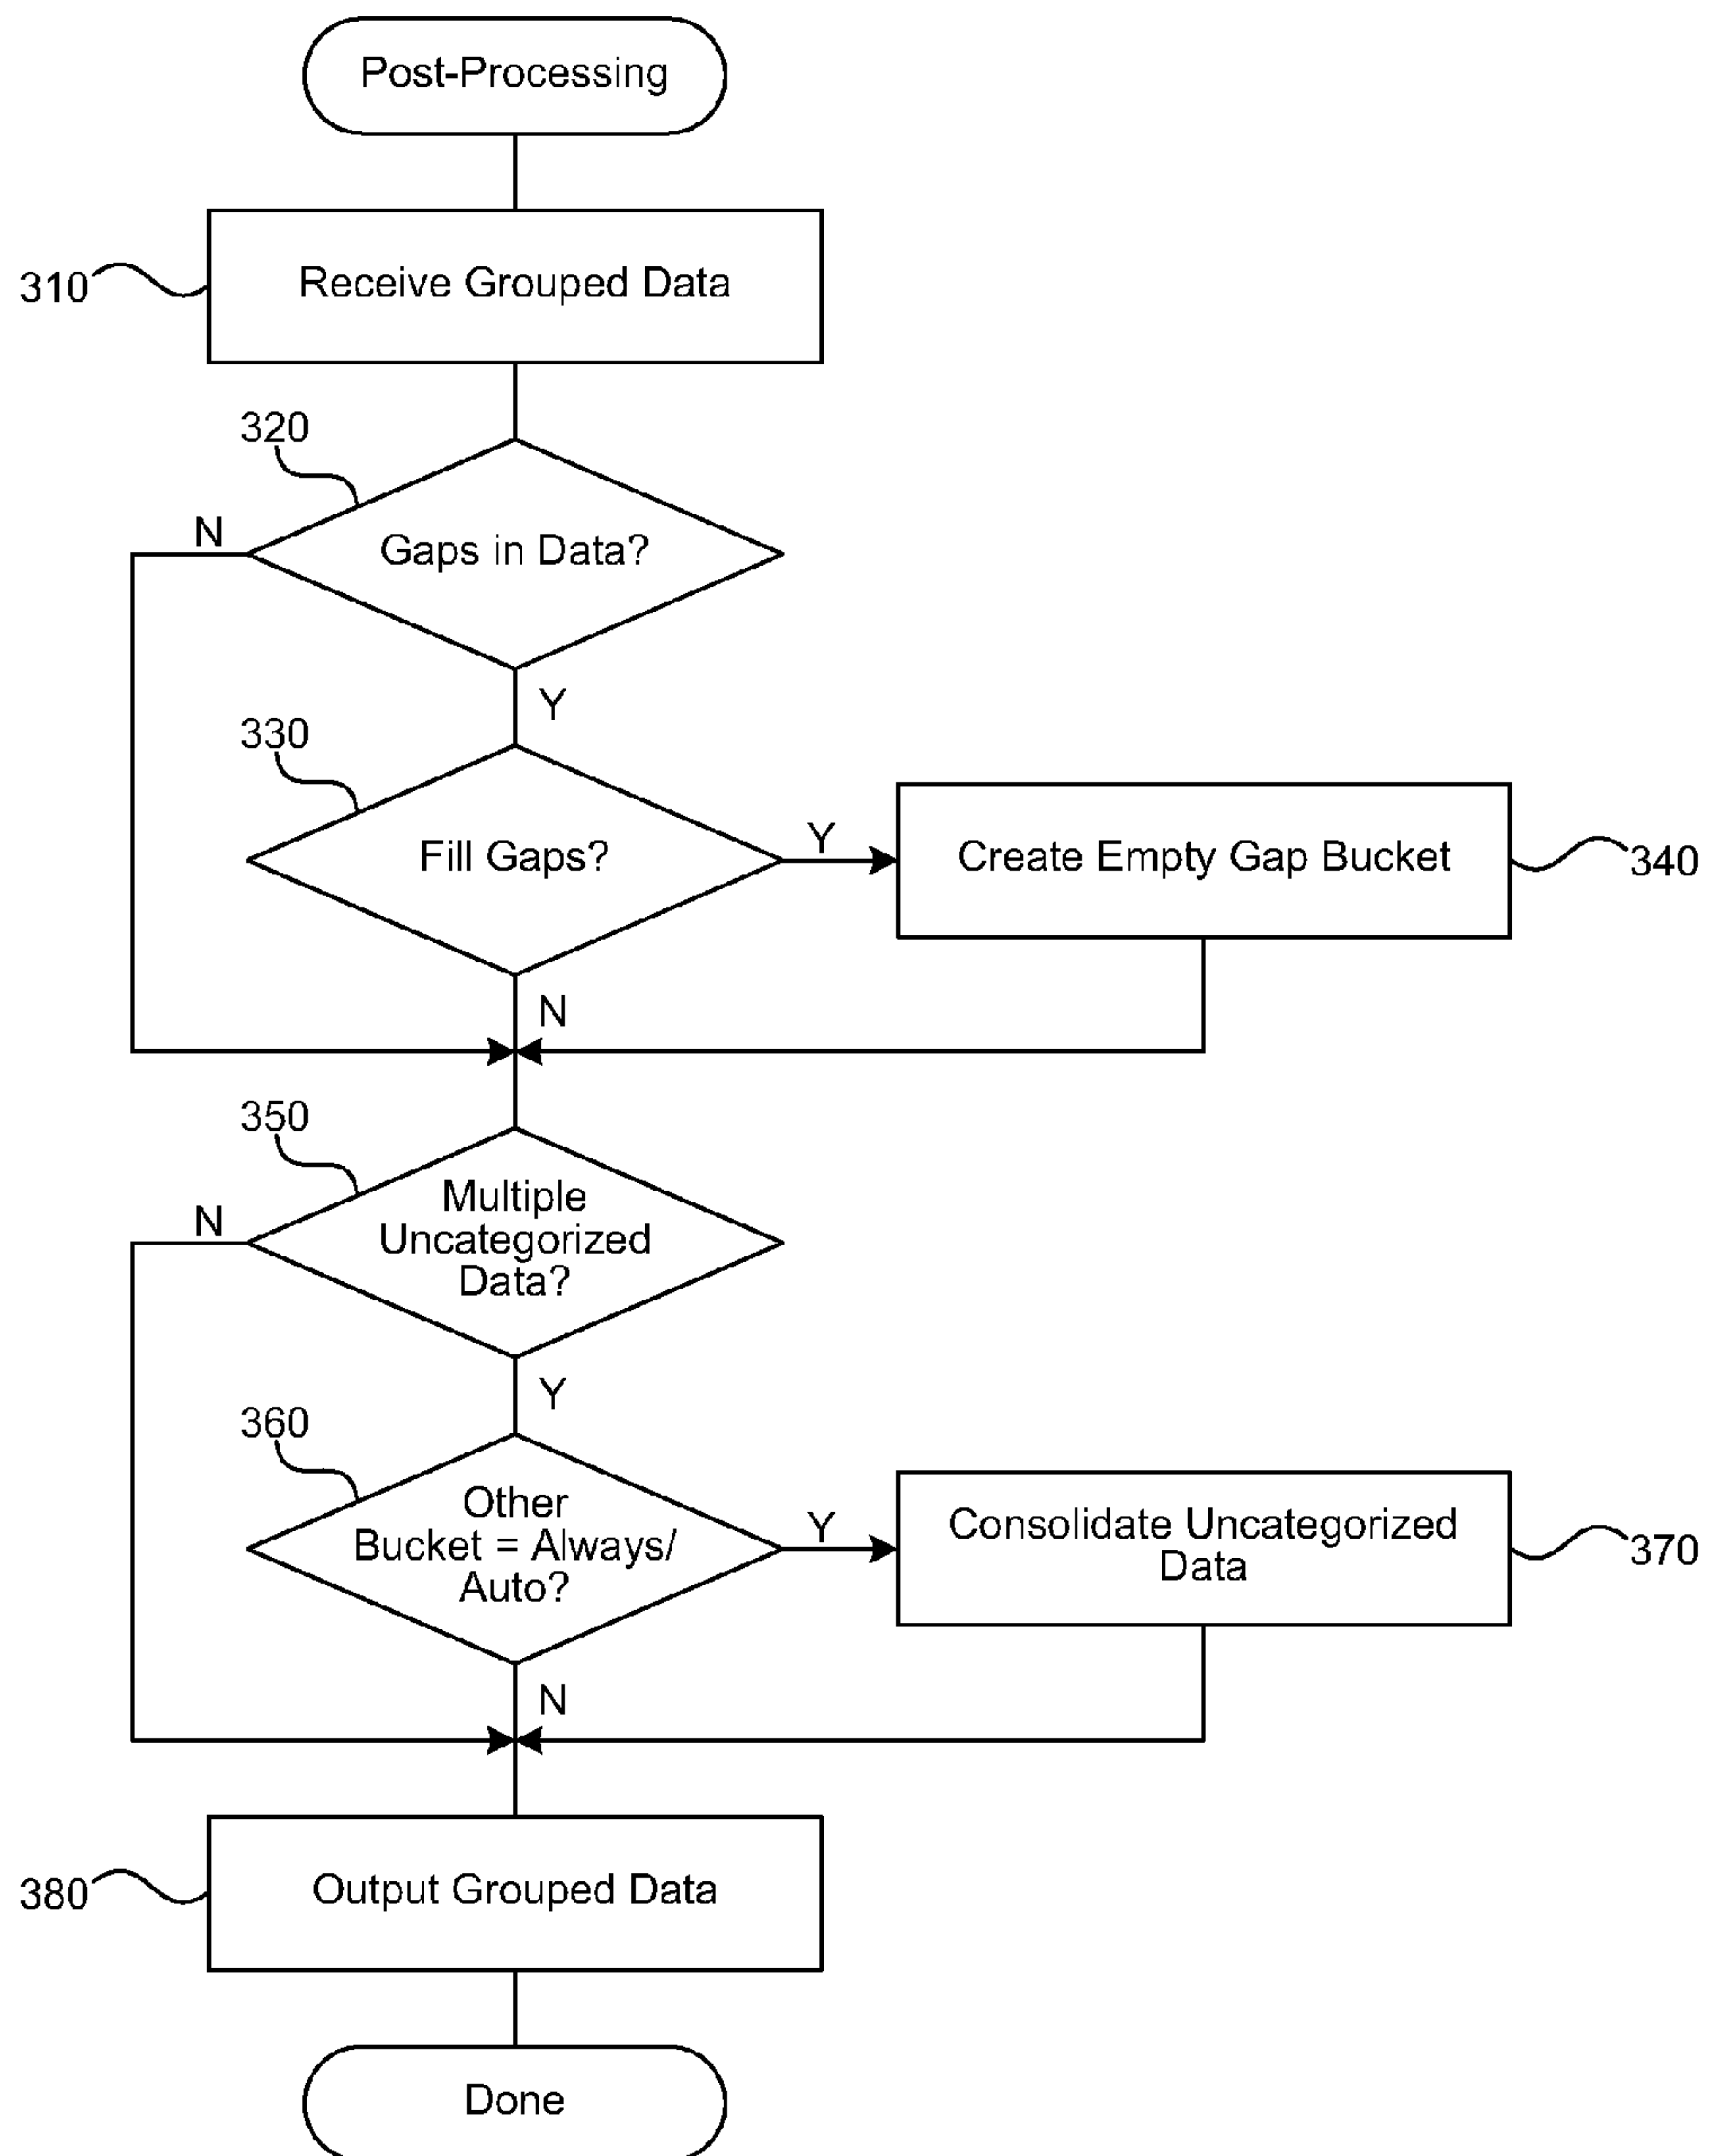 Post-Processing
310
Receive Grouped Data
320
N
Gaps in Data?
Y
330
Fill Gaps?
Y
Create Empty Gap Bucket
340
N
350
N
Multiple
Uncategorized
Data?
Y
360
Other
Bucket = Always/
Auto?
Y
Consolidate Uncategorized
Data
370
N
380
Output Grouped Data
Done